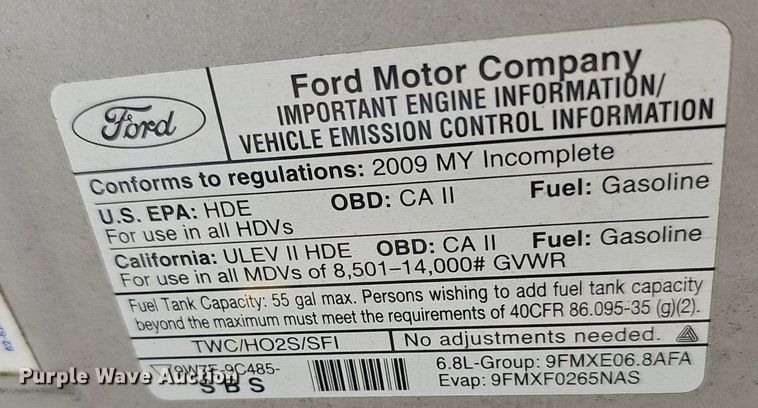 Ford
Ford Motor Company
IMPORTANT ENGINE INFORMATION/
VEHICLE EMISSION CONTROL INFORMATION
Conforms to regulations: 2009 MY Incomplete
U.S. EPA: HDE OBD: CA II Fuel: Gasoline
For use in all HDVs
California: ULEV II HDE OBD: CA II Fuel: Gasoline
For use in all MDVs of 8,501–14,000# GVWR
Fuel Tank Capacity: 55 gal max. Persons wishing to add fuel tank capacity
beyond the maximum must meet the requirements of 40CFR 86.095-35 (g)(2).
TWC/HO2S/SFI No adjustments needed.
-9C485-
SBS
6.8L-Group: 9FMXE06.8AFA
Evap: 9FMXF0265NAS
Purple Wave Auction